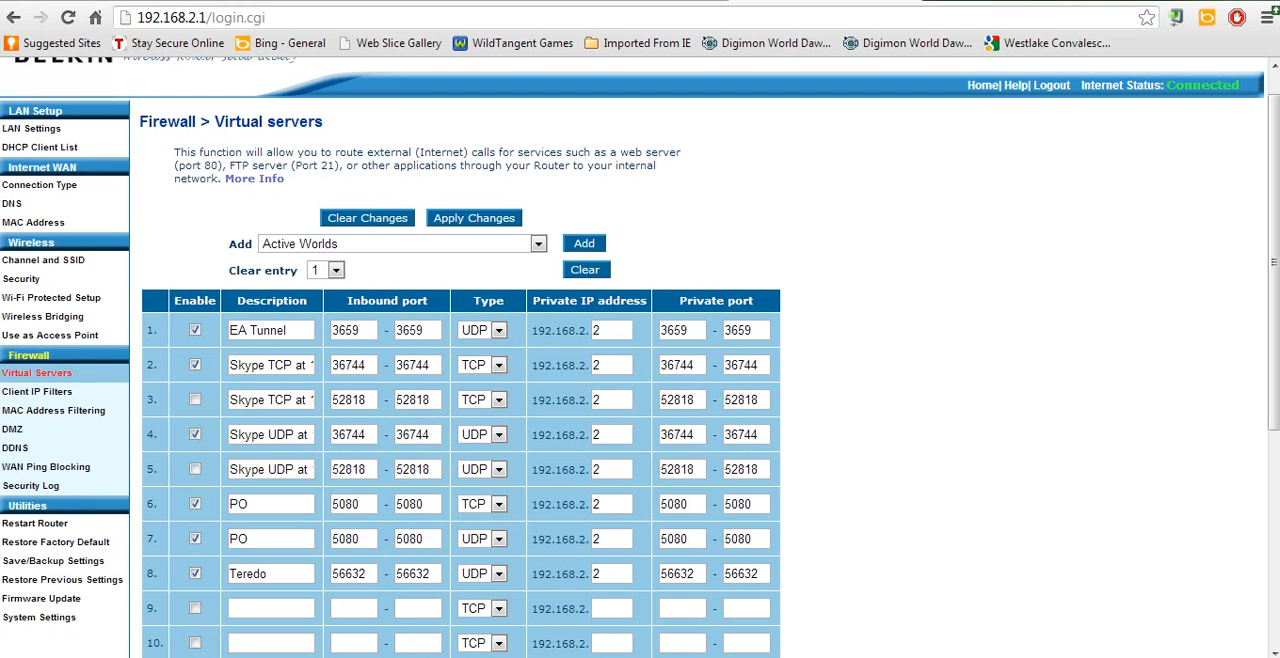 192.168.2.1/login.cgi
Suggested Sites Stay Secure Online Bing - General Web Slice Gallery WildTangent Games Imported From IE Digimon World Daw... Digimon World Daw... Westlake Convalesc...
BELKIN Wireless Router Setup Utility
Home| Help| Logout Internet Status: Connected
LAN Setup
LAN Settings
DHCP Client List
Internet WAN
Connection Type
DNS
MAC Address
Wireless
Channel and SSID
Security
Wi-Fi Protected Setup
Wireless Bridging
Use as Access Point
Firewall
Virtual Servers
Client IP Filters
MAC Address Filtering
DMZ
DDNS
WAN Ping Blocking
Security Log
Utilities
Restart Router
Restore Factory Default
Save/Backup Settings
Restore Previous Settings
Firmware Update
System Settings
Firewall > Virtual servers
This function will allow you to route external (Internet) calls for services such as a web server
(port 80), FTP server (Port 21), or other applications through your Router to your internal
network. More Info
Clear Changes Apply Changes
Add Active Worlds Add
Clear entry 1 Clear
Enable Description Inbound port Type Private IP address Private port
1. EA Tunnel 3659 - 3659 UDP 192.168.2. 2 3659 - 3659
2. Skype TCP at 36744 - 36744 TCP 192.168.2. 2 36744 - 36744
3. Skype TCP at 52818 - 52818 TCP 192.168.2. 2 52818 - 52818
4. Skype UDP at 36744 - 36744 UDP 192.168.2. 2 36744 - 36744
5. Skype UDP at 52818 - 52818 UDP 192.168.2. 2 52818 - 52818
6. PO 5080 - 5080 TCP 192.168.2. 2 5080 - 5080
7. PO 5080 - 5080 UDP 192.168.2. 2 5080 - 5080
8. Teredo 56632 - 56632 UDP 192.168.2. 2 56632 - 56632
9. - TCP 192.168.2. -
10. - TCP 192.168.2. -